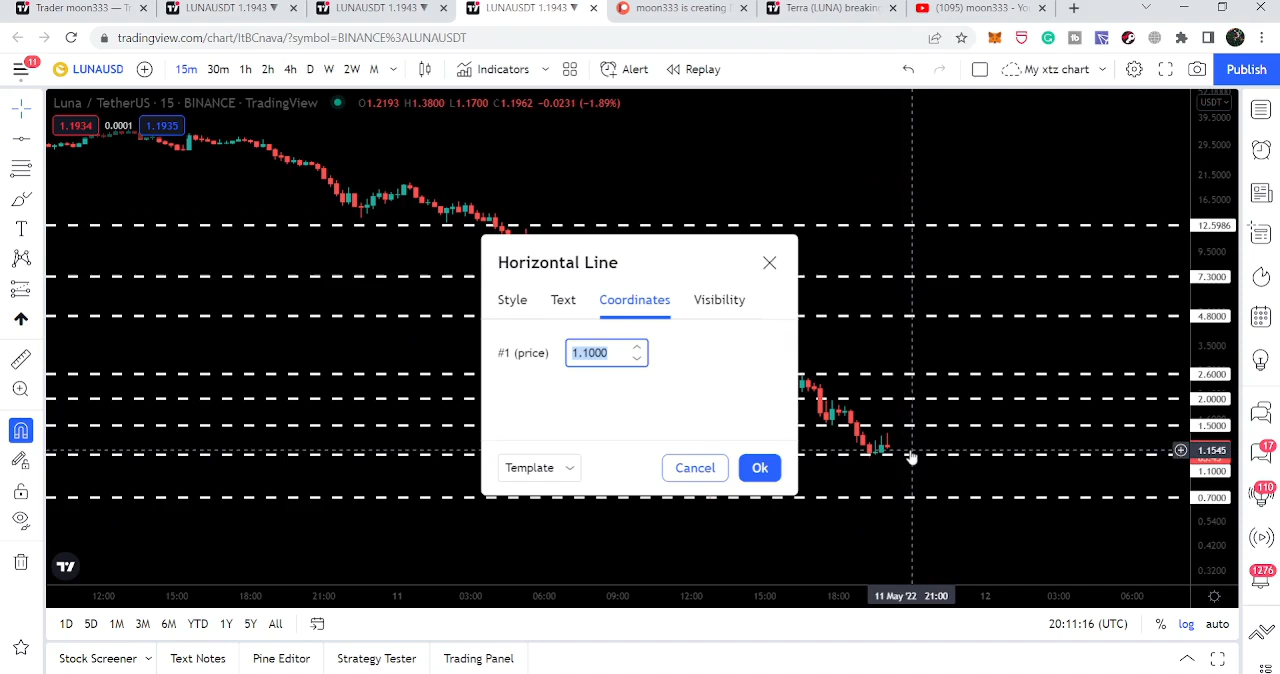 Trader moon333 — T
LUNAUSDT 1.1943 ▼
LUNAUSDT 1.1943 ▼
LUNAUSDT 1.1943 ▼
moon333 is creating
Terra (LUNA) breakin
(1095) moon333 - You
tradingview.com/chart/ItBCnava/?symbol=BINANCE%3ALUNAUSDT
11
LUNAUSD
15m 30m 1h 2h 4h D W 2W M
Indicators
Alert
Replay
My xtz chart
Publish
Luna / TetherUS · 15 · BINANCE · TradingView
O1.2193 H1.3800 L1.1700 C1.1962 -0.0231 (-1.89%)
USDT
1.1934 0.0001 1.1935
39.5000
29.5000
21.5000
16.5000
12.5986
9.5000
7.3000
4.8000
3.5000
2.6000
2.0000
1.5000
1.1545
1.1000
0.7000
0.5400
0.4200
0.3200
Horizontal Line
Style Text Coordinates Visibility
#1 (price) 1.1000
Template Cancel Ok
17
110
1276
12:00 15:00 18:00 21:00 11 03:00 06:00 09:00 12:00 15:00 18:00 11 May '22 21:00 12 03:00 06:00
1D 5D 1M 3M 6M YTD 1Y 5Y All
20:11:16 (UTC) % log auto
Stock Screener Text Notes Pine Editor Strategy Tester Trading Panel